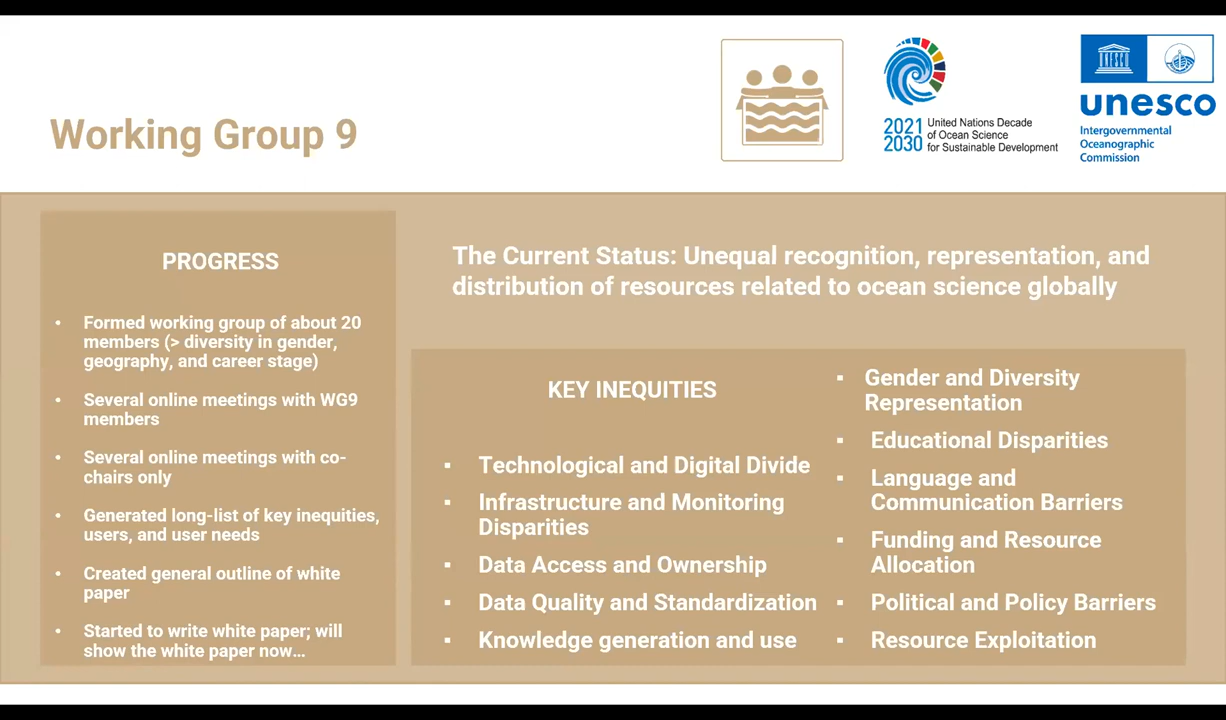 Working Group 9
2021
2030
United Nations Decade
of Ocean Science
for Sustainable Development
unesco
Intergovernmental
Oceanographic
Commission
PROGRESS
• Formed working group of about 20
members (> diversity in gender,
geography, and career stage)
• Several online meetings with WG9
members
• Several online meetings with co-
chairs only
• Generated long-list of key inequities,
users, and user needs
• Created general outline of white
paper
• Started to write white paper; will
show the white paper now…
The Current Status: Unequal recognition, representation, and
distribution of resources related to ocean science globally
KEY INEQUITIES
▪ Technological and Digital Divide
▪ Infrastructure and Monitoring
Disparities
▪ Data Access and Ownership
▪ Data Quality and Standardization
▪ Knowledge generation and use
▪ Gender and Diversity
Representation
▪ Educational Disparities
▪ Language and
Communication Barriers
▪ Funding and Resource
Allocation
▪ Political and Policy Barriers
▪ Resource Exploitation